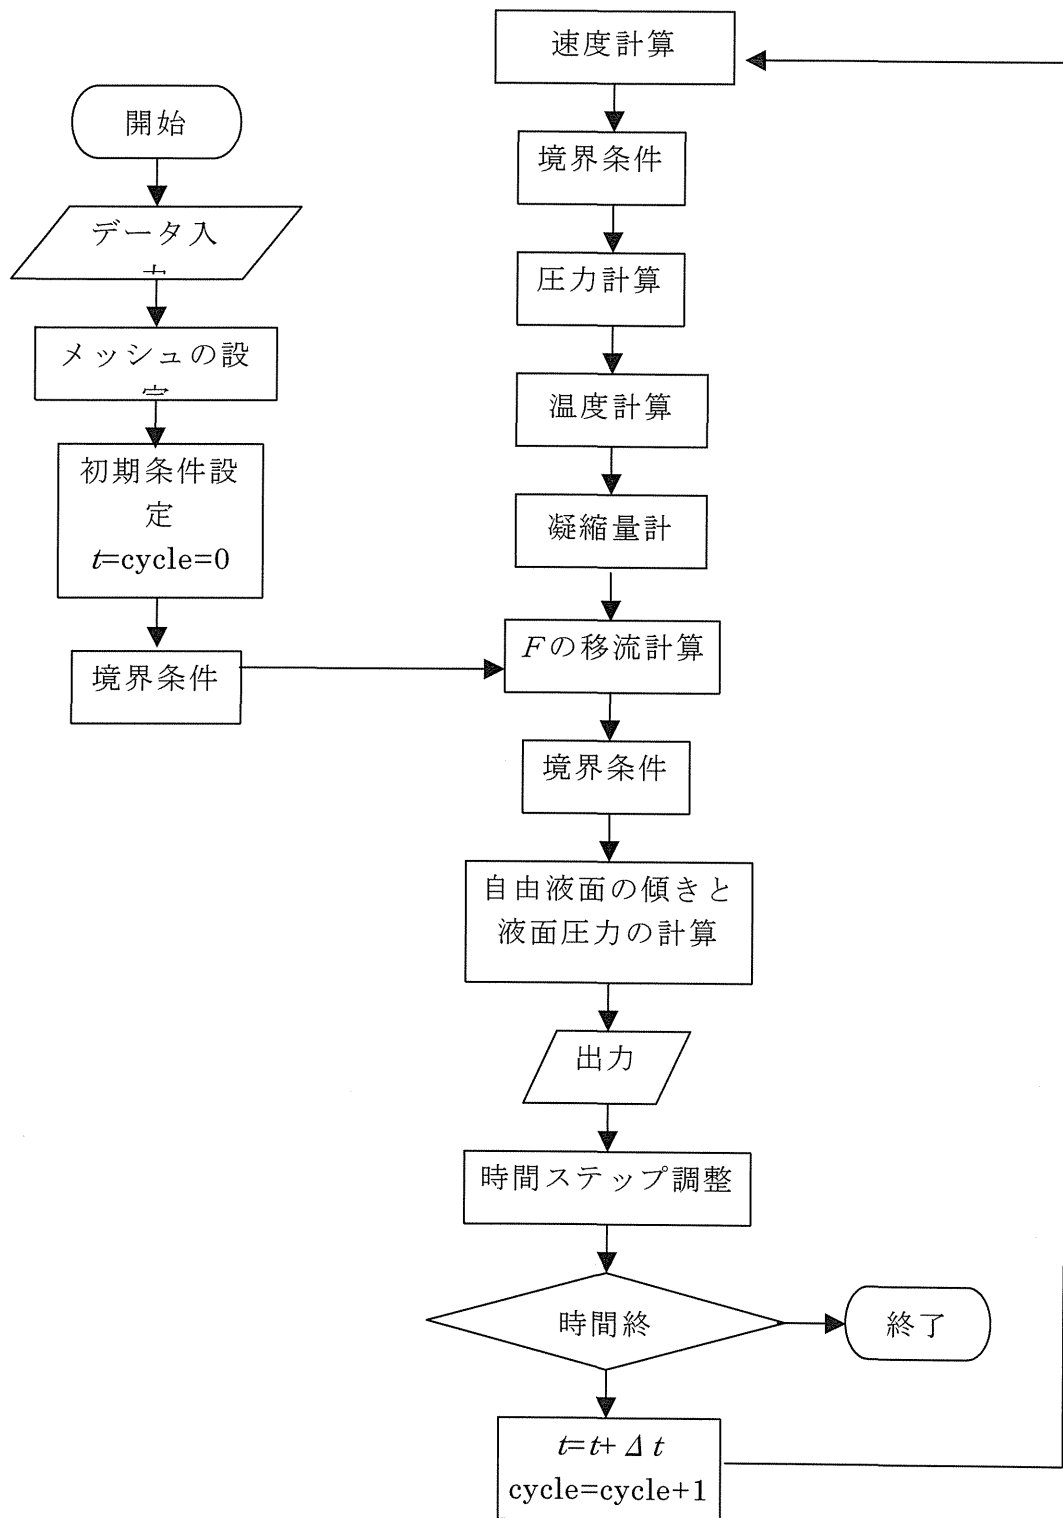 開始
データ入
メッシュの設
初期条件設
定
t=cycle=0
境界条件
速度計算
境界条件
圧力計算
温度計算
凝縮量計
Fの移流計算
境界条件
自由液面の傾きと
液面圧力の計算
出力
時間ステップ調整
時間終
終了
t=t+Δt
cycle=cycle+1